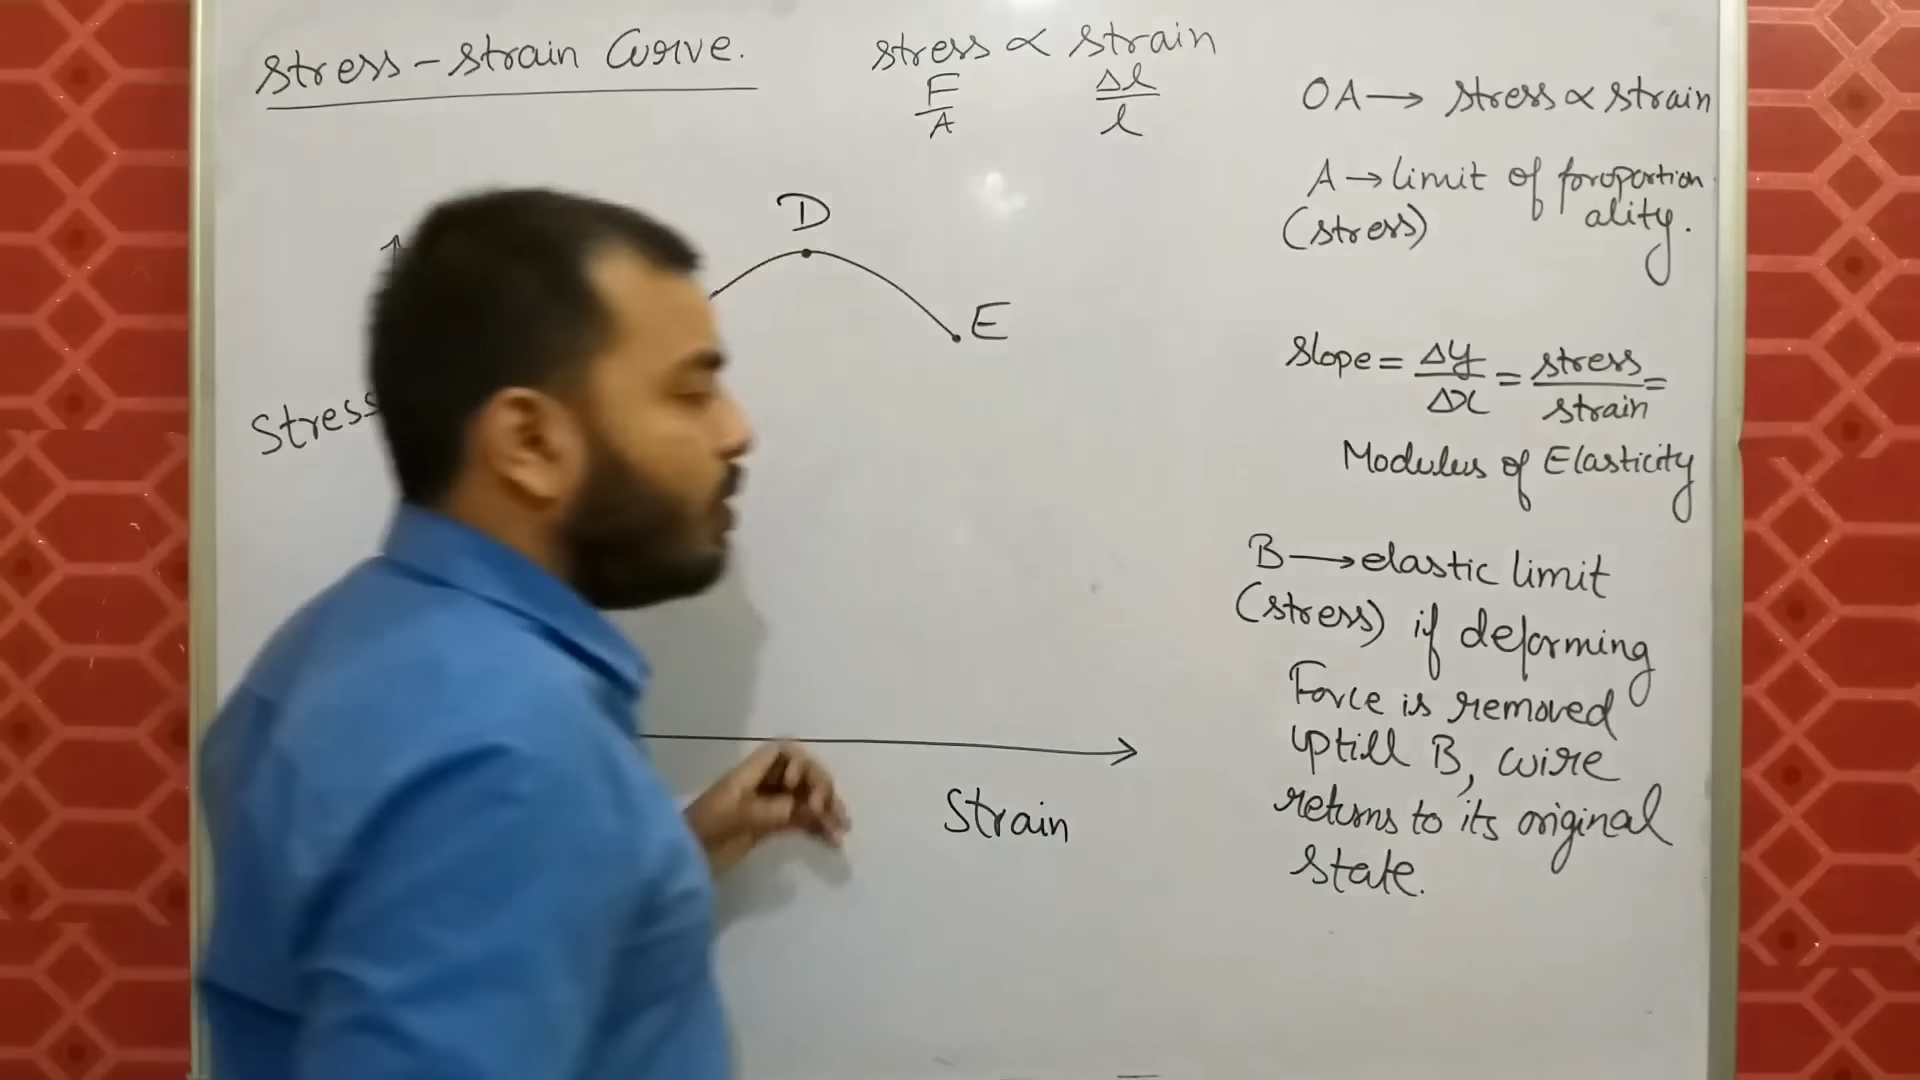 Stress-strain Curve.
stress ∝ strain
F/A Δl/l
OA → stress ∝ strain
A → limit of proportion
(stress) ality.
D
E
Stress
Slope = Δy/Δx = stress/strain =
Modulus of Elasticity
B → elastic limit
(stress) if deforming
Force is removed
uptill B, wire
returns to its original
state.
Strain